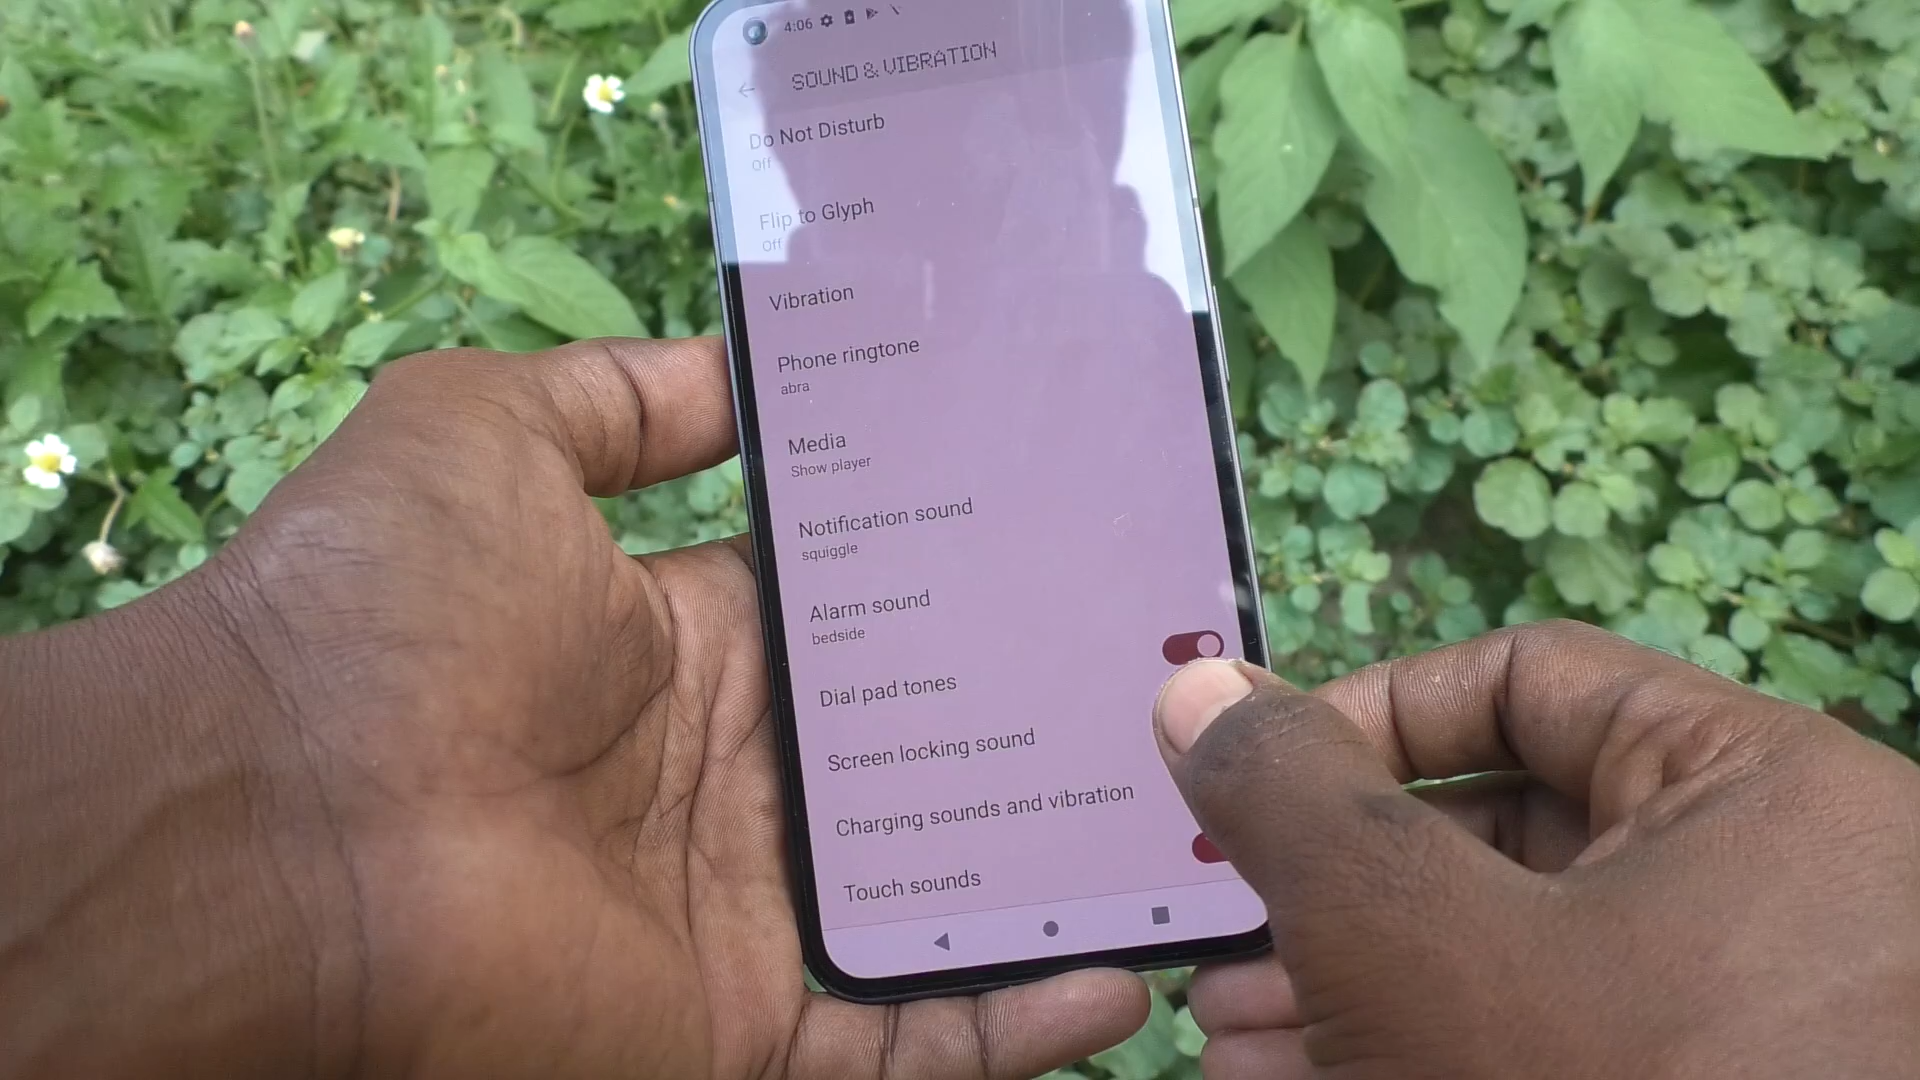 4:06
SOUND & VIBRATION
Do Not Disturb
Off
Flip to Glyph
Off
Vibration
Phone ringtone
abra
Media
Show player
Notification sound
squiggle
Alarm sound
bedside
Dial pad tones
Screen locking sound
Charging sounds and vibration
Touch sounds